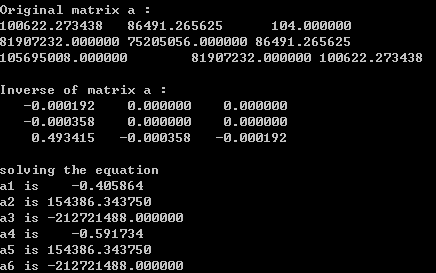 Original matrix a :
100622.273438   86491.265625      104.000000
81907232.000000 75205056.000000 86491.265625
105695008.000000        81907232.000000 100622.273438
Inverse of matrix a :
-0.000192    0.000000    0.000000
-0.000358    0.000000    0.000000
0.493415   -0.000358   -0.000192
solving the equation
a1 is    -0.405864
a2 is 154386.343750
a3 is -212721488.000000
a4 is    -0.591734
a5 is 154386.343750
a6 is -212721488.000000